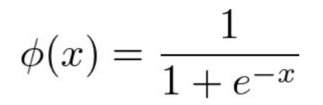 ϕ(x) = 1 / (1 + e^{-x})